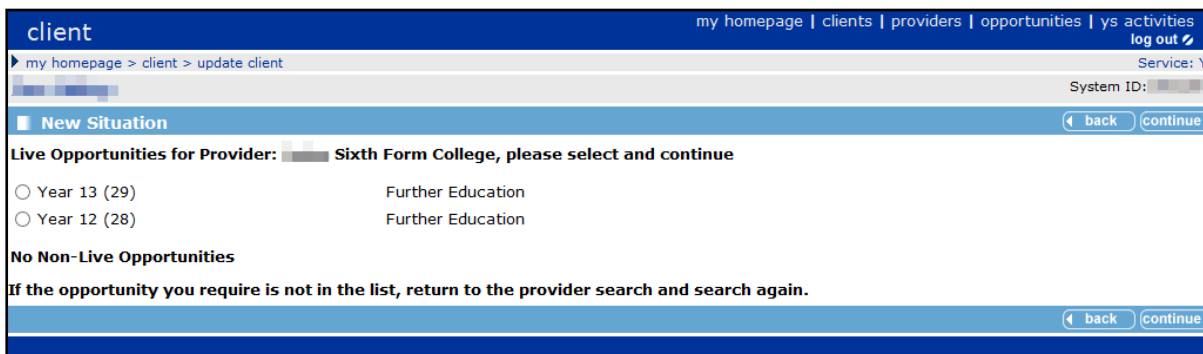 client
my homepage | clients | providers | opportunities | ys activities
log out
my homepage > client > update client
Service:
System ID:
New Situation
back continue
Live Opportunities for Provider: Sixth Form College, please select and continue
Year 13 (29) Further Education
Year 12 (28) Further Education
No Non-Live Opportunities
If the opportunity you require is not in the list, return to the provider search and search again.
back continue